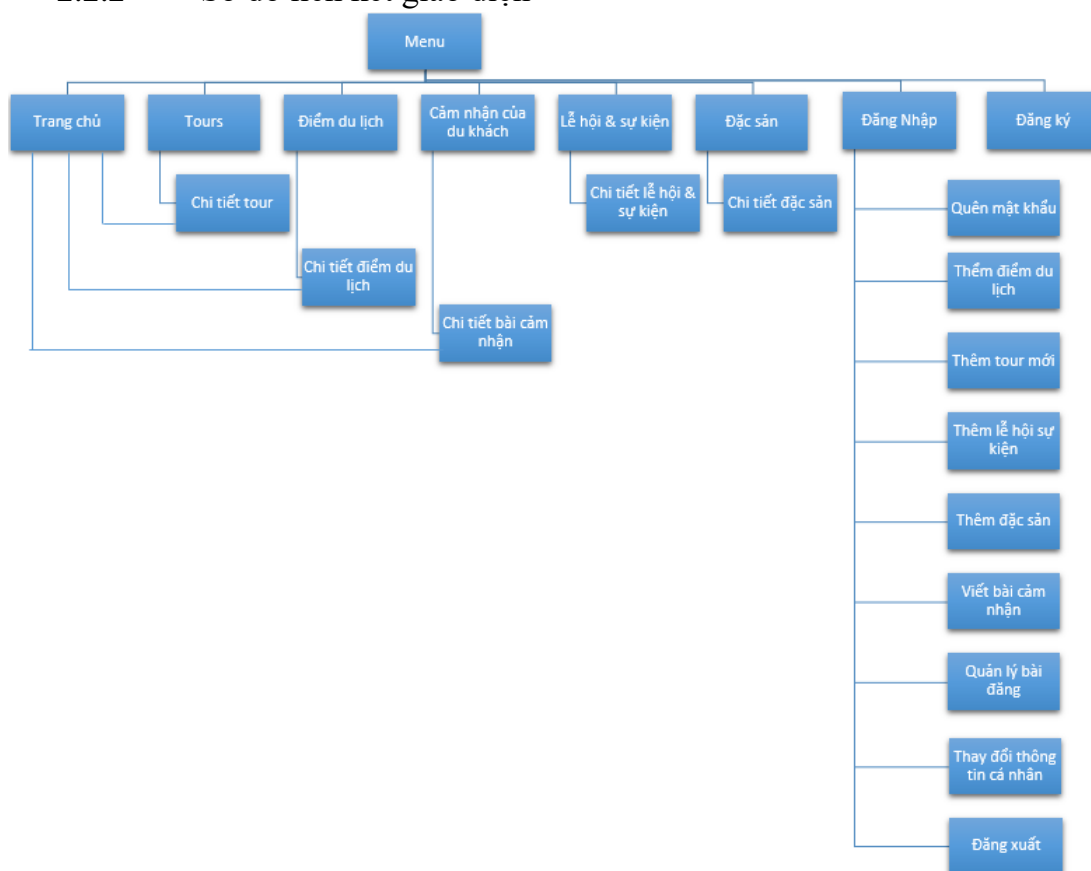 Menu
Trang chủ
Tours
Điểm du lịch
Cảm nhận của
du khách
Lễ hội & sự kiện
Đặc sản
Đăng Nhập
Đăng ký
Chi tiết tour
Chi tiết lễ hội &
sự kiện
Chi tiết đặc sản
Quên mật khẩu
Chi tiết điểm du
lịch
Thểm điểm du
lịch
Chi tiết bài cảm
nhận
Thêm tour mới
Thêm lễ hội sự
kiện
Thêm đặc sản
Viết bài cảm
nhận
Quản lý bài
đăng
Thay đổi thông
tin cá nhân
Đăng xuất